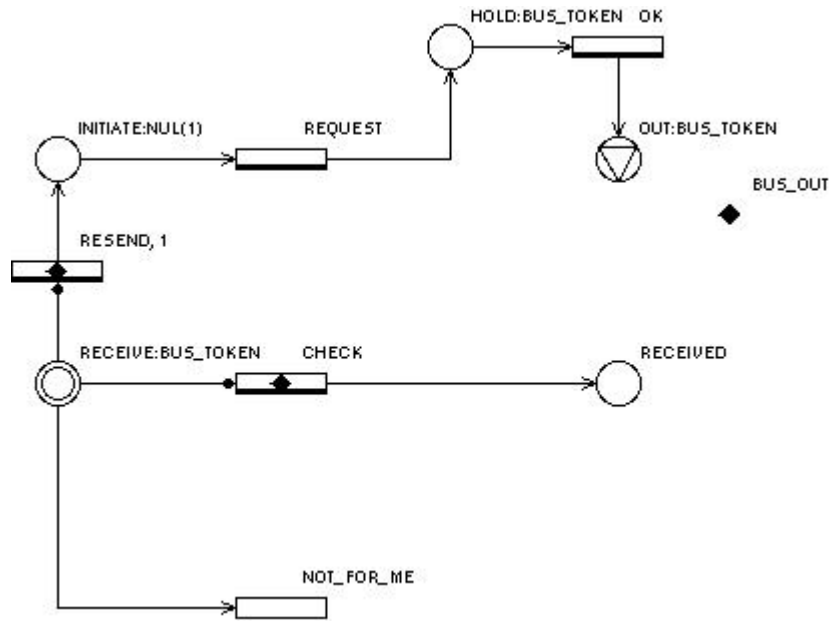 HOLD:BUS_TOKEN OK
INITIATE:NUL(1) REQUEST OUT:BUS_TOKEN
BUS_OUT
RESEND, 1
RECEIVE:BUS_TOKEN CHECK RECEIVED
NOT_FOR_ME